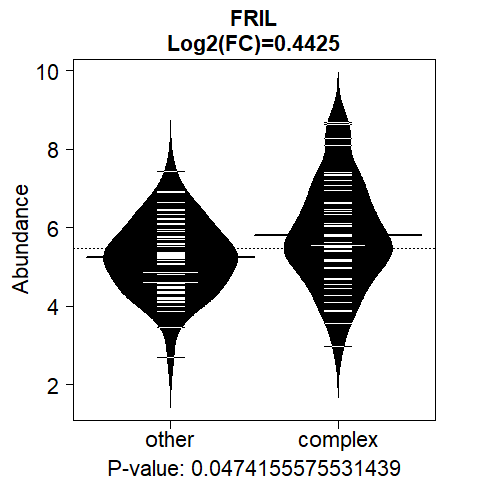 FRIL
Log2(FC)=0.4425
Abundance
10
8
6
4
2
other complex
P-value: 0.0474155575531439